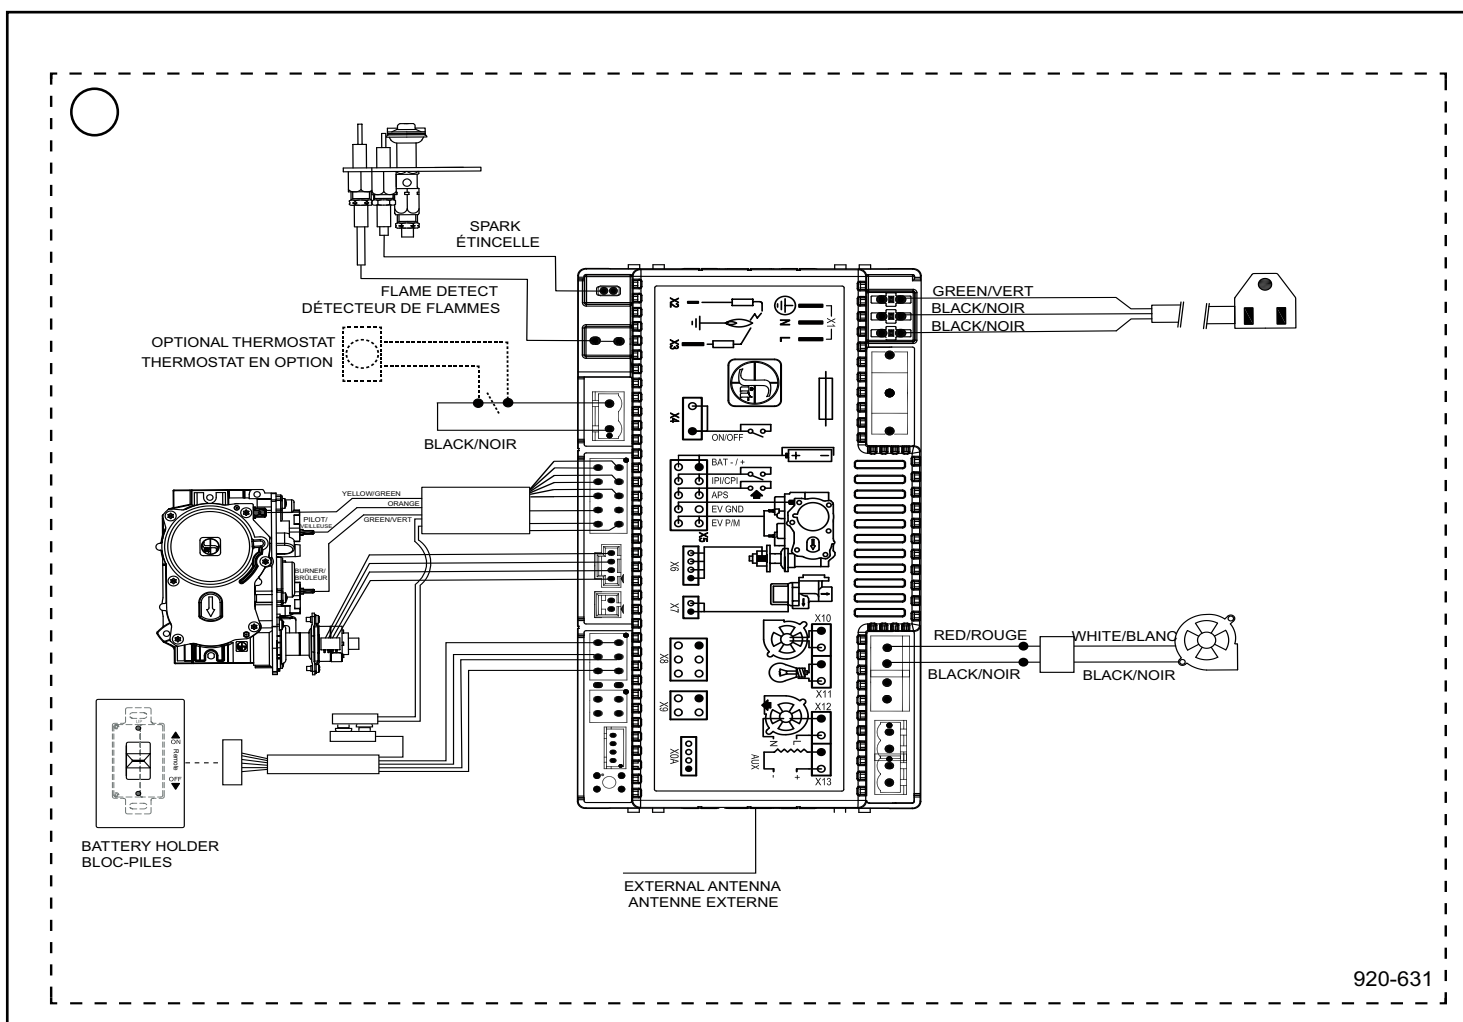 SPARK
ÉTINCELLE
FLAME DETECT
DÉTECTEUR DE FLAMMES
OPTIONAL THERMOSTAT
THERMOSTAT EN OPTION
BLACK/NOIR
YELLOW/GREEN
ORANGE
GREEN/VERT
PILOT/
VEILLEUSE
BURNER/
BRÛLEUR
ON
Remote
OFF
BATTERY HOLDER
BLOC-PILES
X2
X3
X1
N
L
X4
ON/OFF
BAT - / +
IPI/CPI
APS
EV GND
EV P/M
X5
X6
X7
X8
X9
X0A
X10
X11
X12
N
L
AUX
- +
X13
GREEN/VERT
BLACK/NOIR
BLACK/NOIR
RED/ROUGE
BLACK/NOIR
WHITE/BLANC
BLACK/NOIR
EXTERNAL ANTENNA
ANTENNE EXTERNE
920-631